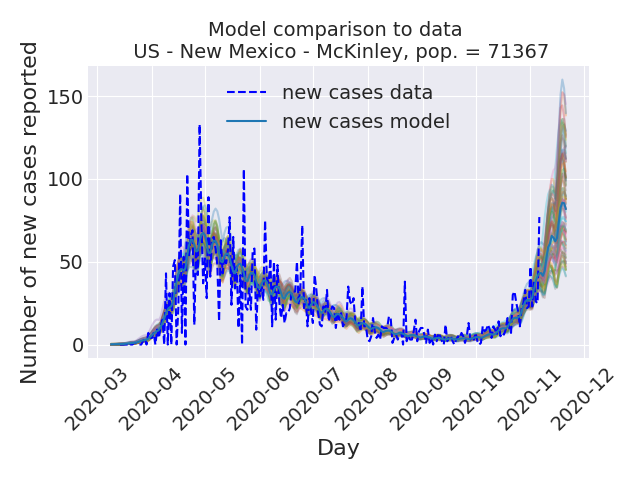 Model comparison to data
US - New Mexico - McKinley, pop. = 71367
new cases data
new cases model
Number of new cases reported
150
100
50
0
2020-03
2020-04
2020-05
2020-06
2020-07
2020-08
2020-09
2020-10
2020-11
2020-12
Day